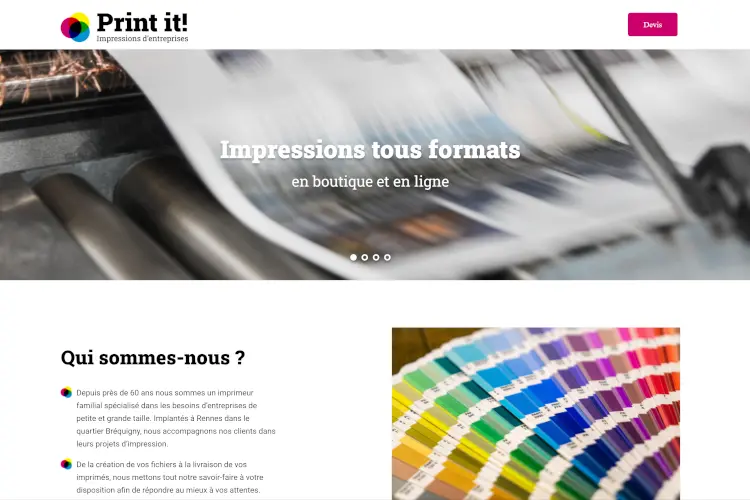 Print it!
Impressions d'entreprises
Devis
Impressions tous formats
en boutique et en ligne
Qui sommes-nous ?
Depuis près de 60 ans nous sommes un imprimeur
familial spécialisé dans les besoins d'entreprises de
petite et grande taille. Implantés à Rennes dans le
quartier Bréquigny, nous accompagnons nos clients dans
leurs projets d'impression.
De la création de vos fichiers à la livraison de vos
imprimés, nous mettons tout notre savoir-faire à votre
disposition afin de répondre au mieux à vos attentes.